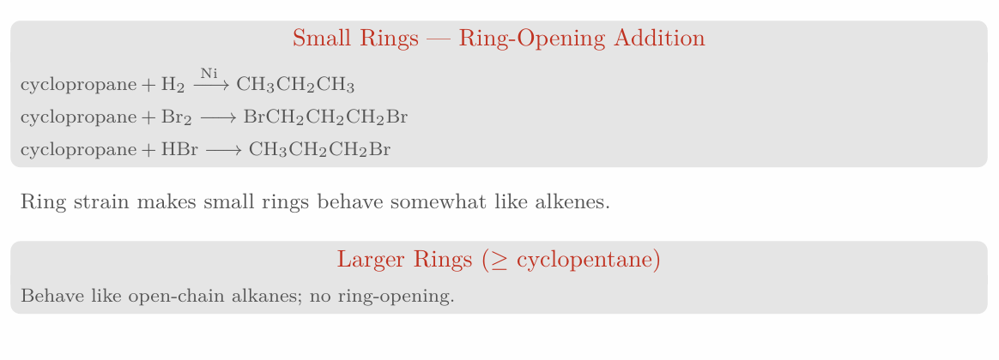 Small Rings — Ring-Opening Addition
cyclopropane + H₂ \xrightarrow{Ni} CH₃CH₂CH₃
cyclopropane + Br₂ ⟶ BrCH₂CH₂CH₂Br
cyclopropane + HBr ⟶ CH₃CH₂CH₂Br
Ring strain makes small rings behave somewhat like alkenes.
Larger Rings (≥ cyclopentane)
Behave like open-chain alkanes; no ring-opening.